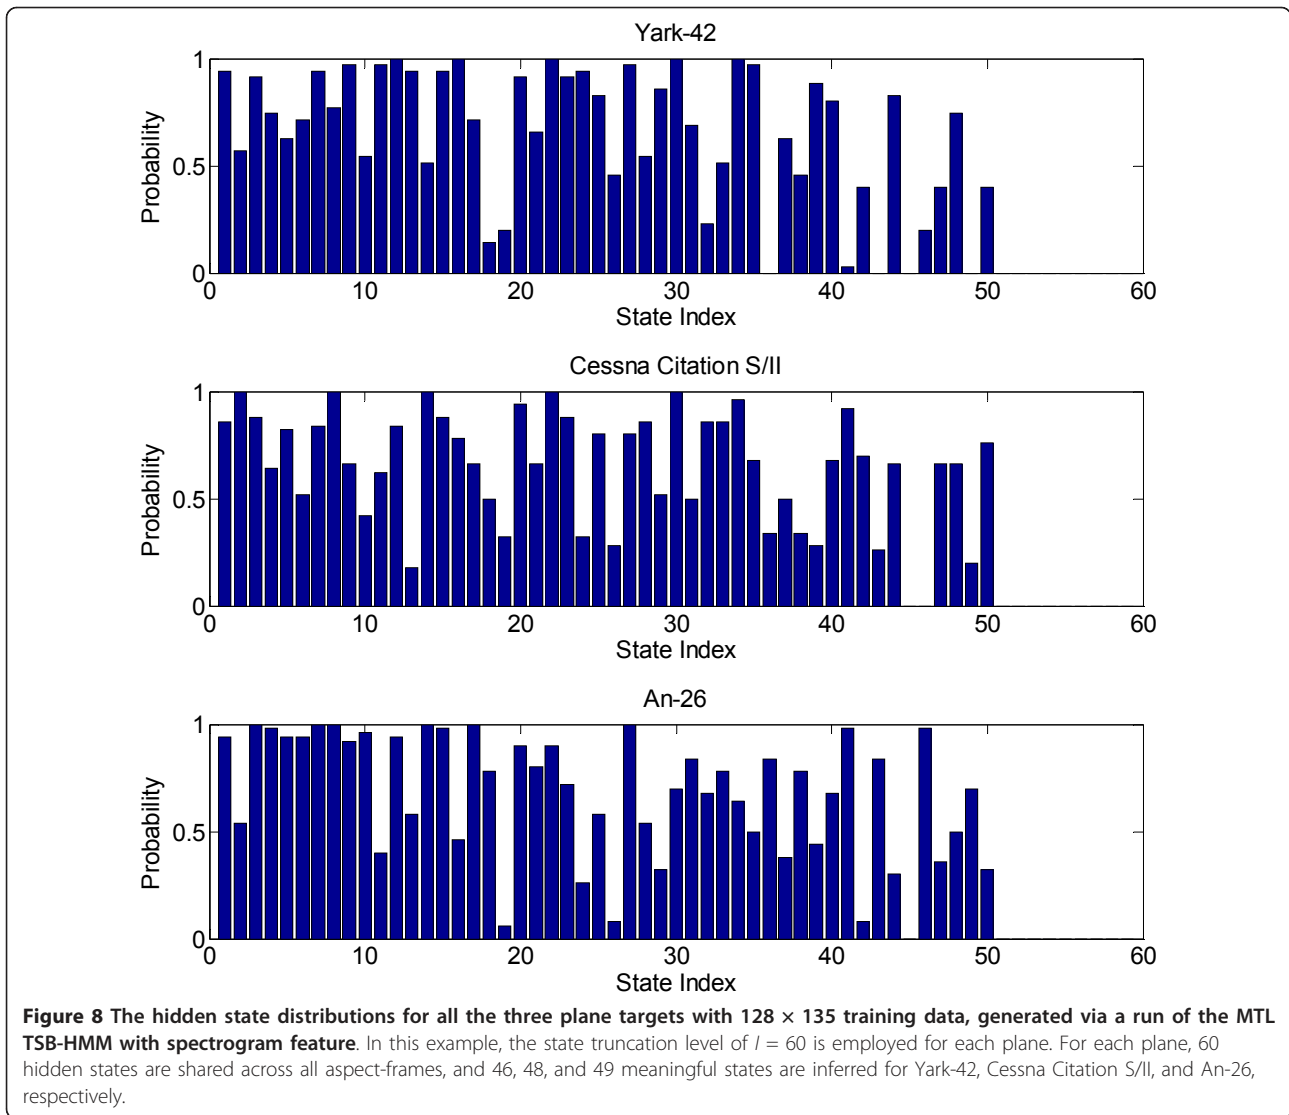 Yark-42
1
0.5
0
Probability
0 10 20 30 40 50 60
State Index
Cessna Citation S/II
1
0.5
0
Probability
0 10 20 30 40 50 60
State Index
An-26
1
0.5
0
Probability
0 10 20 30 40 50 60
State Index
Figure 8 The hidden state distributions for all the three plane targets with 128 × 135 training data, generated via a run of the MTL
TSB-HMM with spectrogram feature. In this example, the state truncation level of I = 60 is employed for each plane. For each plane, 60
hidden states are shared across all aspect-frames, and 46, 48, and 49 meaningful states are inferred for Yark-42, Cessna Citation S/II, and An-26,
respectively.